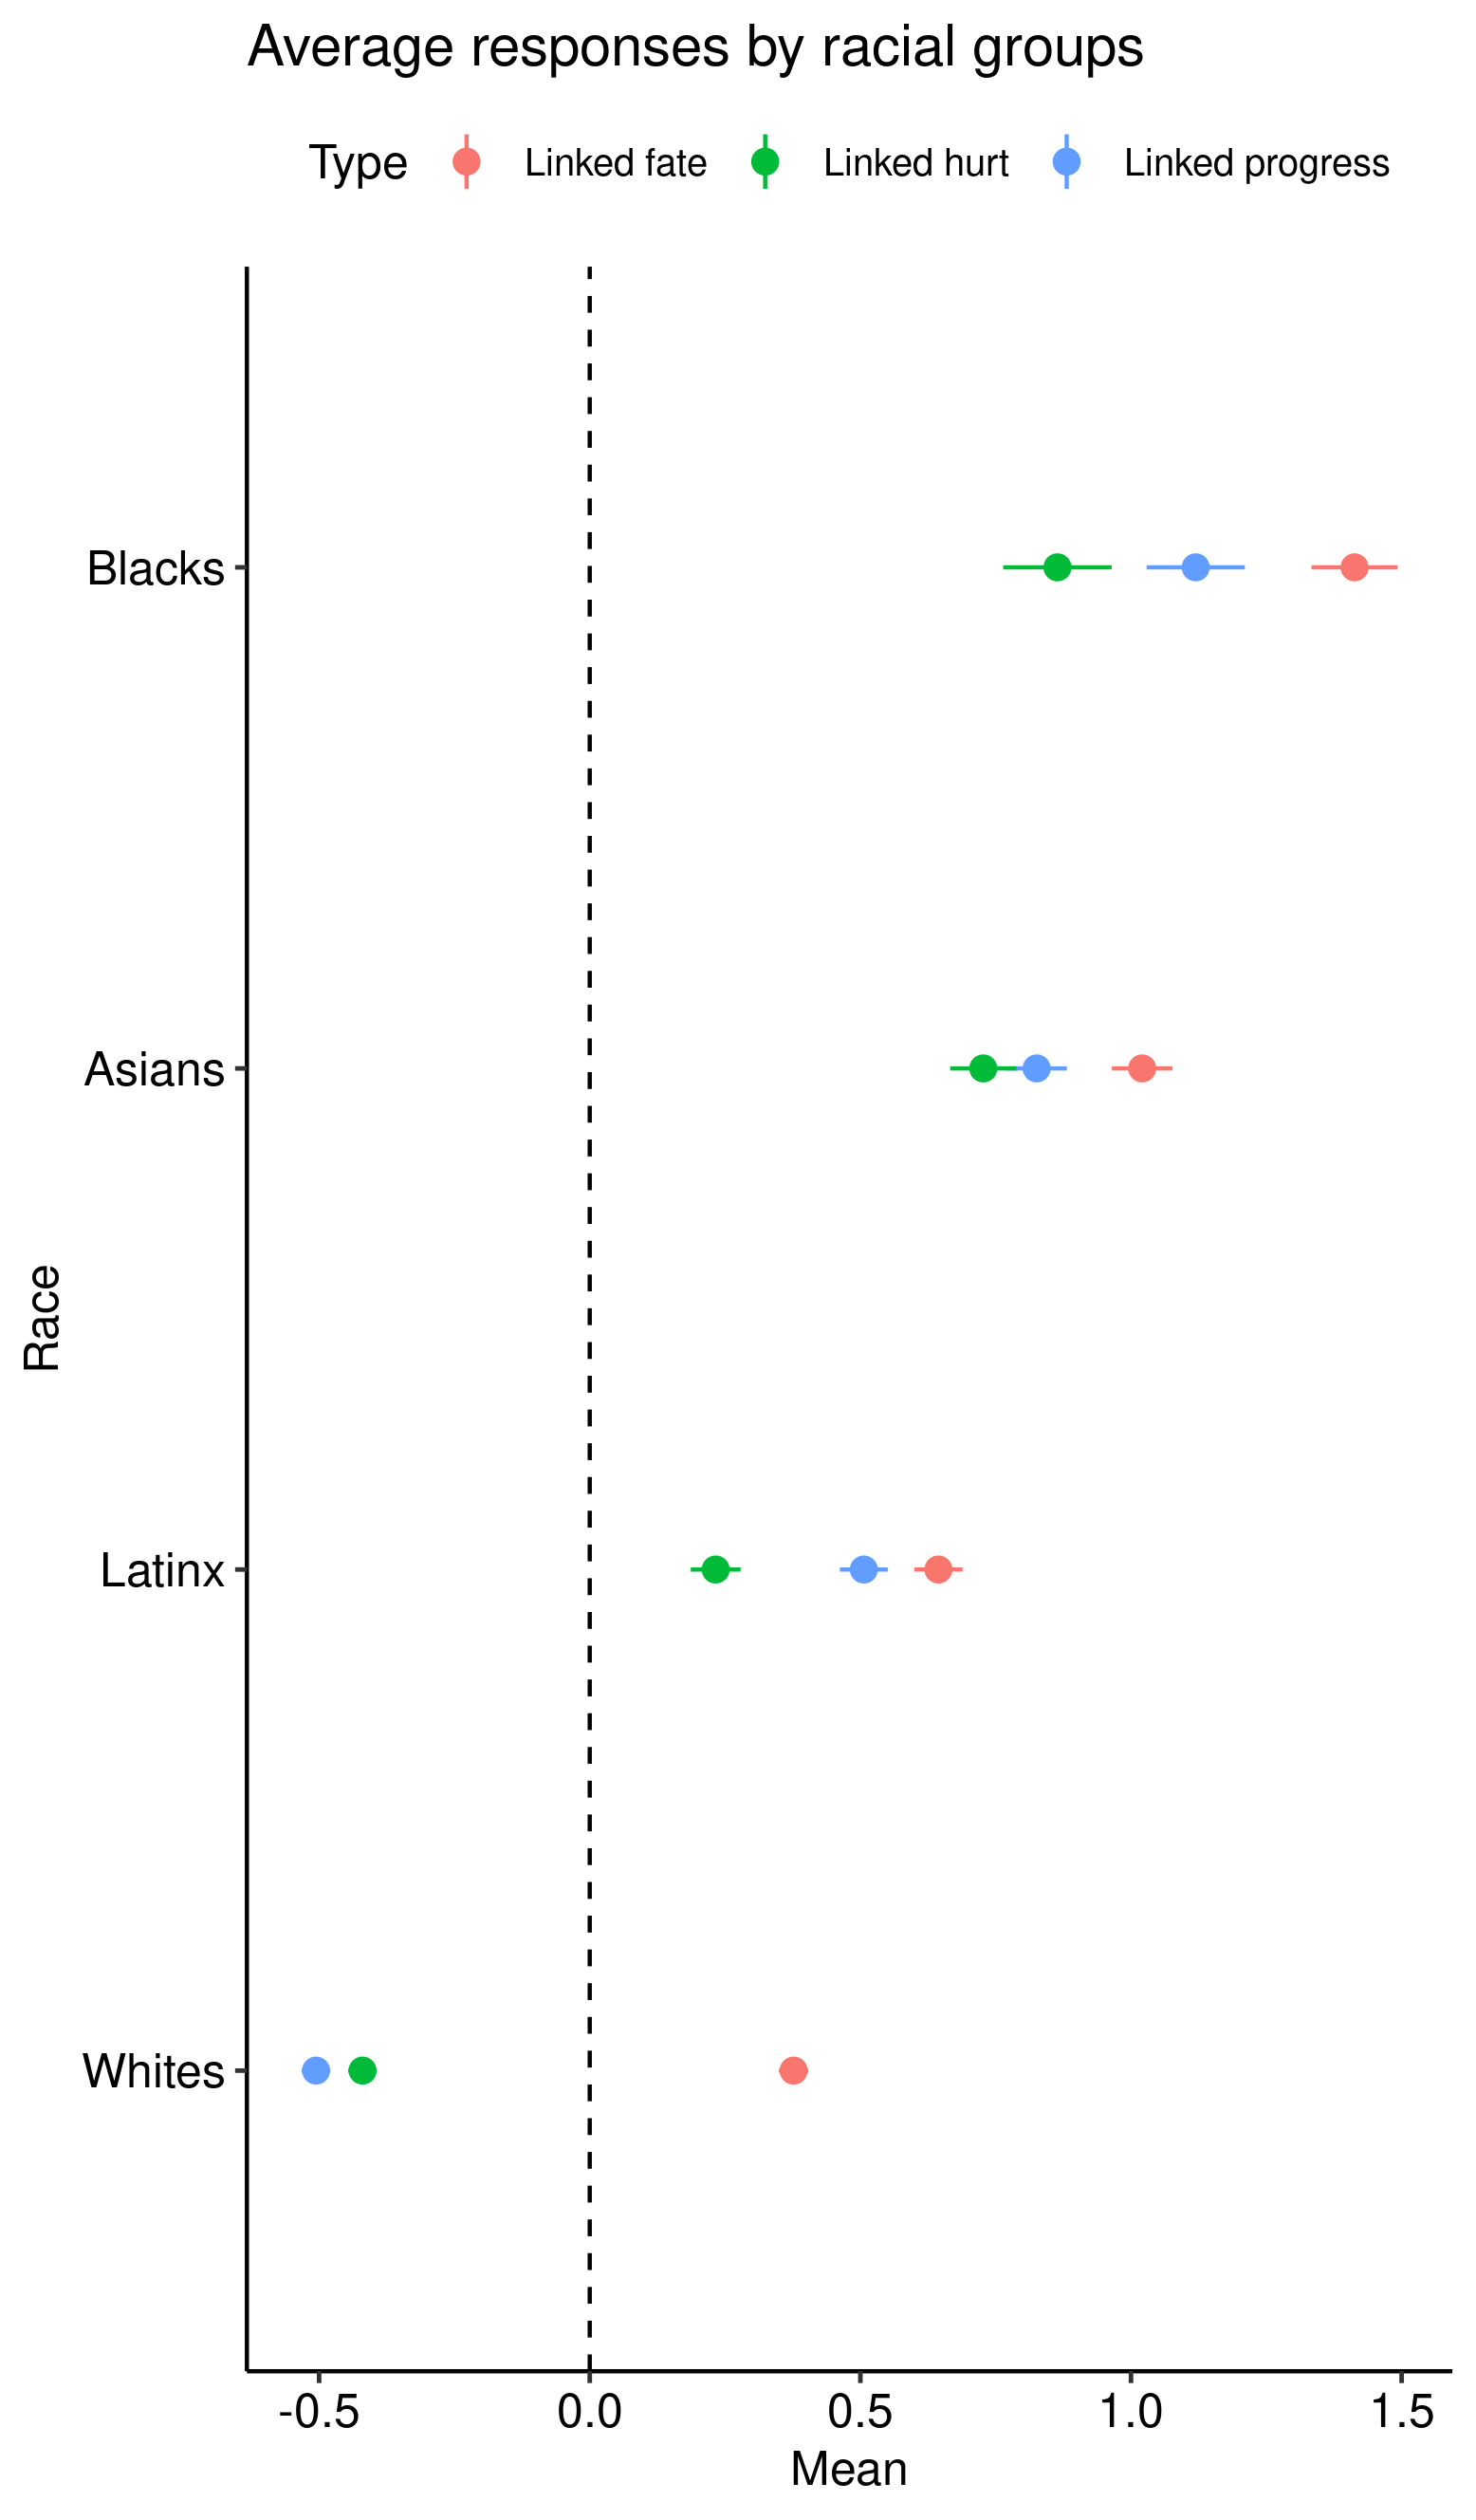 Average responses by racial groups
Type Linked fate Linked hurt Linked progress
Blacks
Asians
Race
Latinx
Whites
-0.5 0.0 0.5 1.0 1.5
Mean